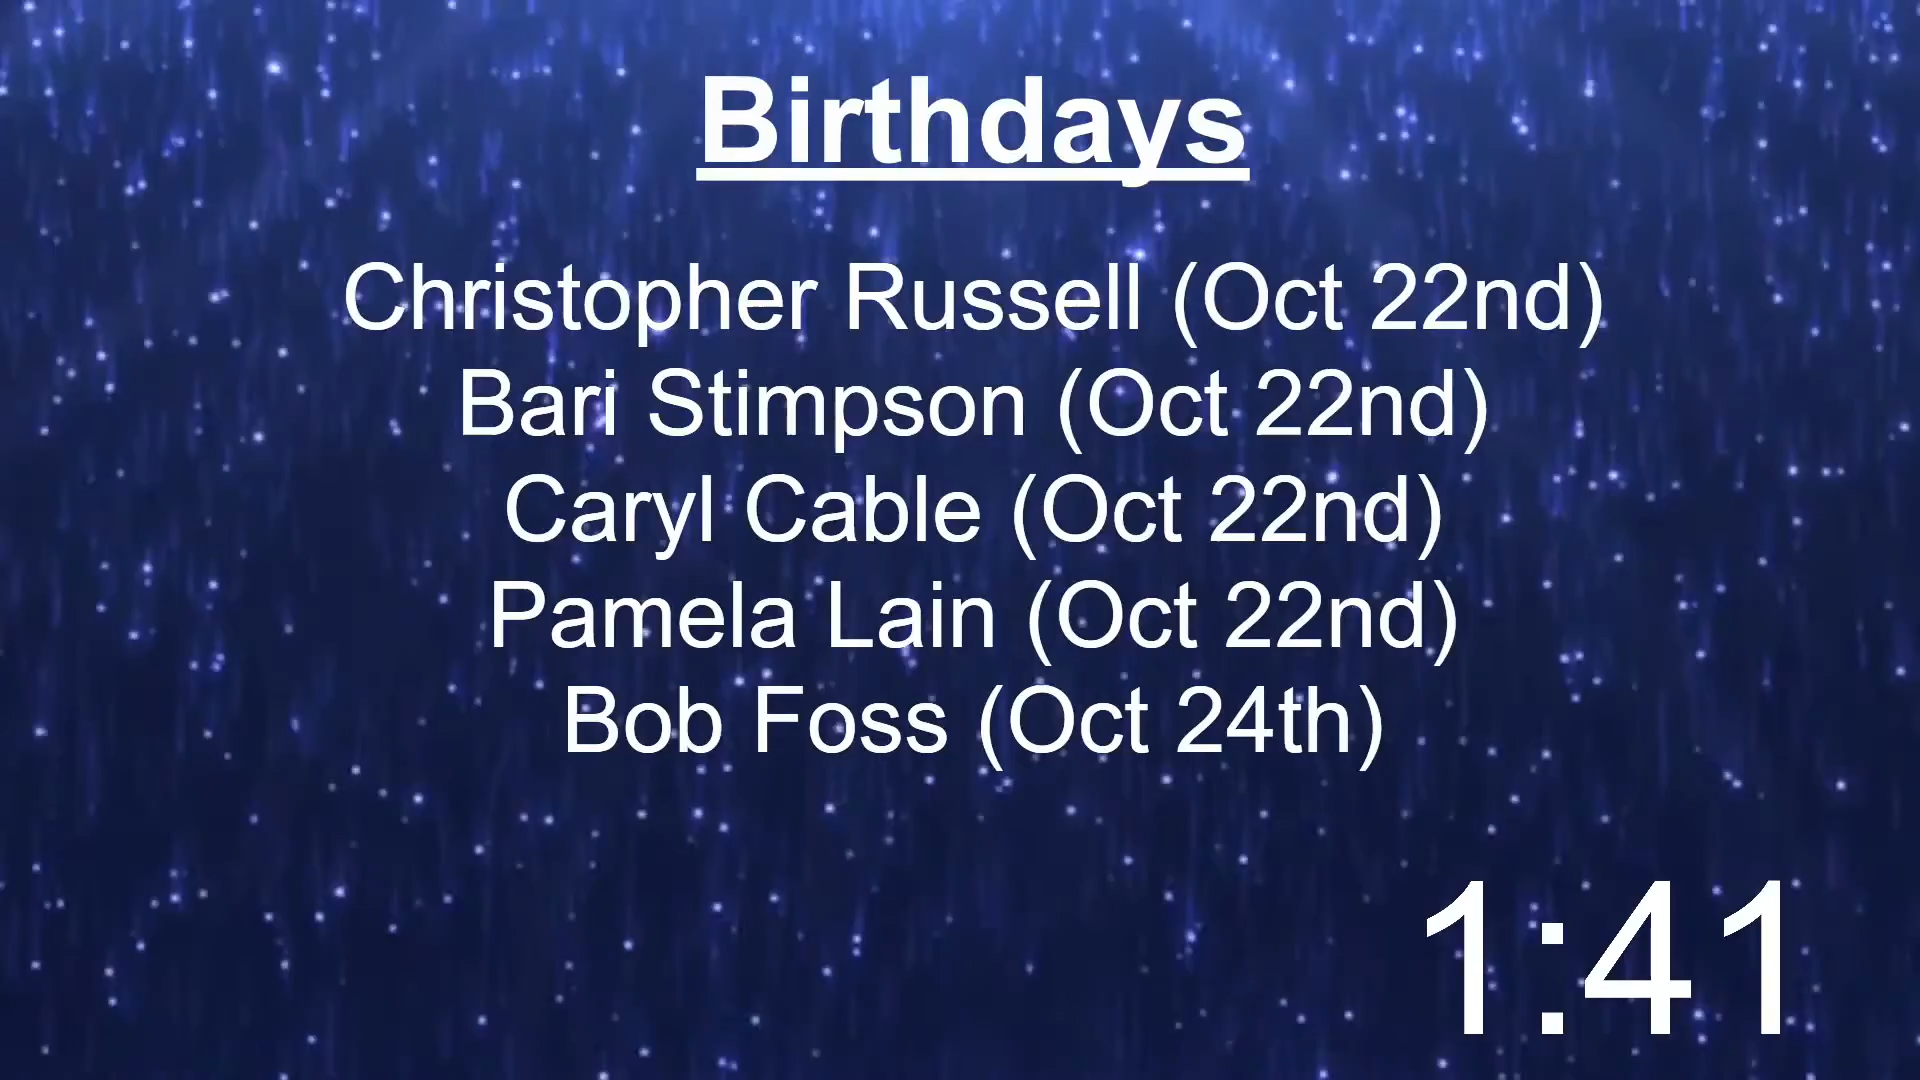 Birthdays
Christopher Russell (Oct 22nd)
Bari Stimpson (Oct 22nd)
Caryl Cable (Oct 22nd)
Pamela Lain (Oct 22nd)
Bob Foss (Oct 24th)
1:41